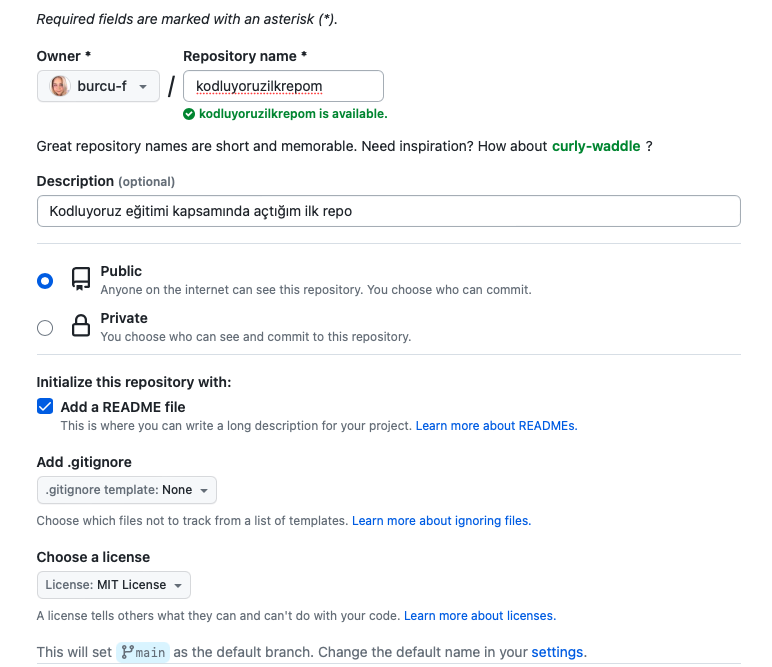 Required fields are marked with an asterisk (*).
Owner * Repository name *
burcu-f / kodluyoruzilkrepom
kodluyoruzilkrepom is available.
Great repository names are short and memorable. Need inspiration? How about curly-waddle ?
Description (optional)
Kodluyoruz eğitimi kapsamında açtığım ilk repo
Public
Anyone on the internet can see this repository. You choose who can commit.
Private
You choose who can see and commit to this repository.
Initialize this repository with:
Add a README file
This is where you can write a long description for your project. Learn more about READMEs.
Add .gitignore
.gitignore template: None
Choose which files not to track from a list of templates. Learn more about ignoring files.
Choose a license
License: MIT License
A license tells others what they can and can't do with your code. Learn more about licenses.
This will set main as the default branch. Change the default name in your settings.